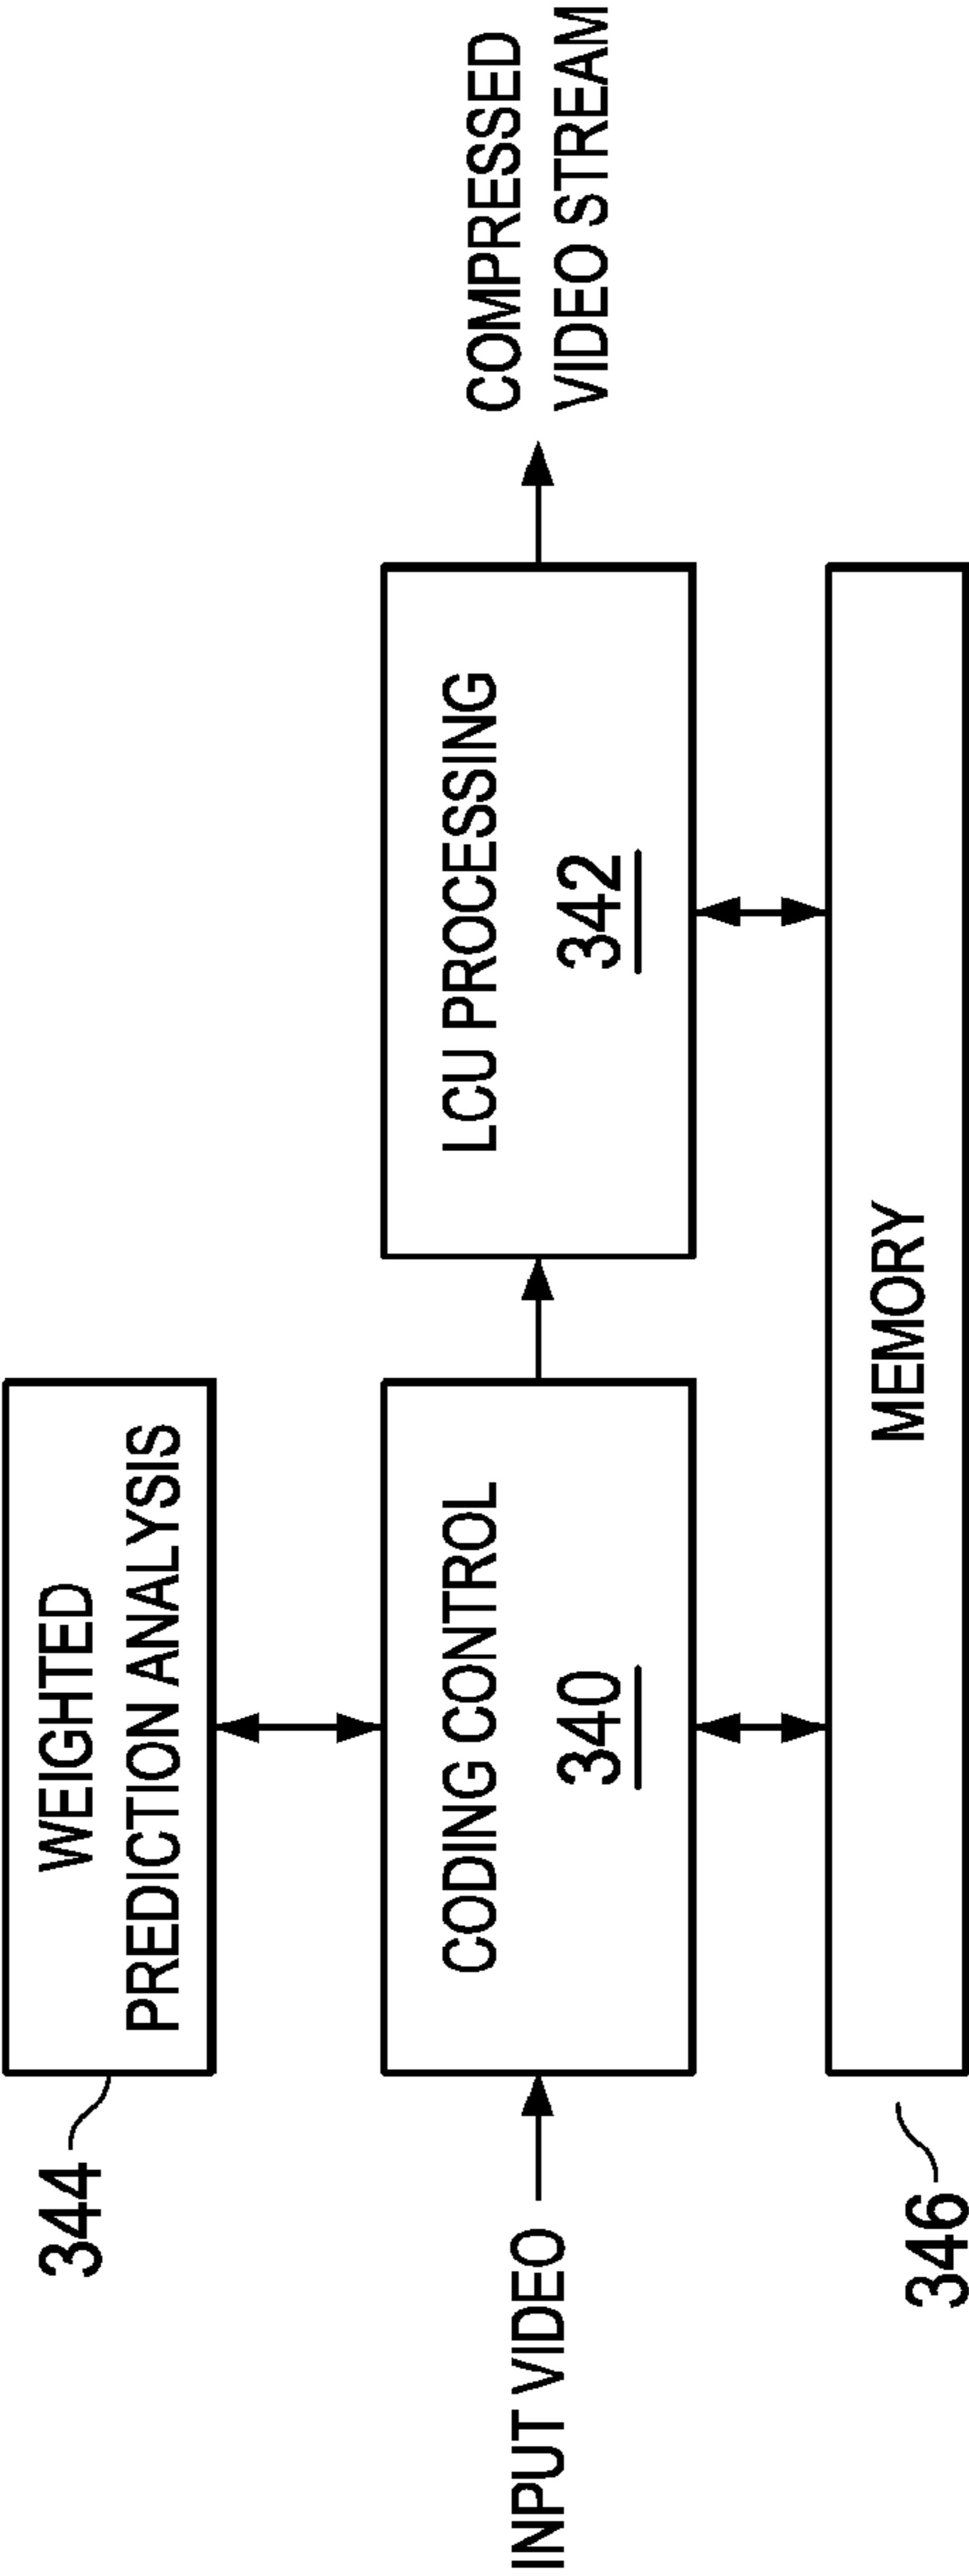 344
WEIGHTED
PREDICTION ANALYSIS
INPUT VIDEO
CODING CONTROL
340
LCU PROCESSING
342
COMPRESSED
VIDEO STREAM
346
MEMORY